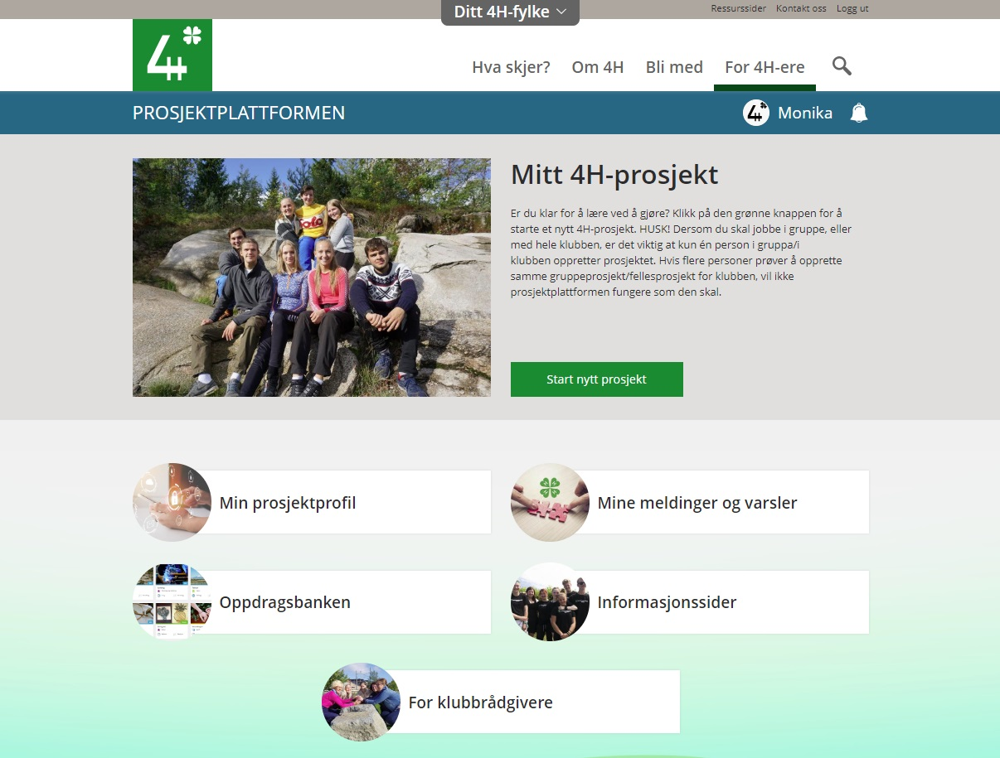 Ditt 4H-fylke
Ressurssider Kontakt oss Logg ut
4H
Hva skjer? Om 4H Bli med For 4H-ere
PROSJEKTPLATTFORMEN
4H Monika
Mitt 4H-prosjekt
Er du klar for å lære ved å gjøre? Klikk på den grønne knappen for å
starte et nytt 4H-prosjekt. HUSK! Dersom du skal jobbe i gruppe, eller
med hele klubben, er det viktig at kun én person i gruppa/i
klubben oppretter prosjektet. Hvis flere personer prøver å opprette
samme gruppeprosjekt/fellesprosjekt for klubben, vil ikke
prosjektplattformen fungere som den skal.
Start nytt prosjekt
Min prosjektprofil
Mine meldinger og varsler
Oppdragsbanken
Informasjonssider
For klubbrådgivere